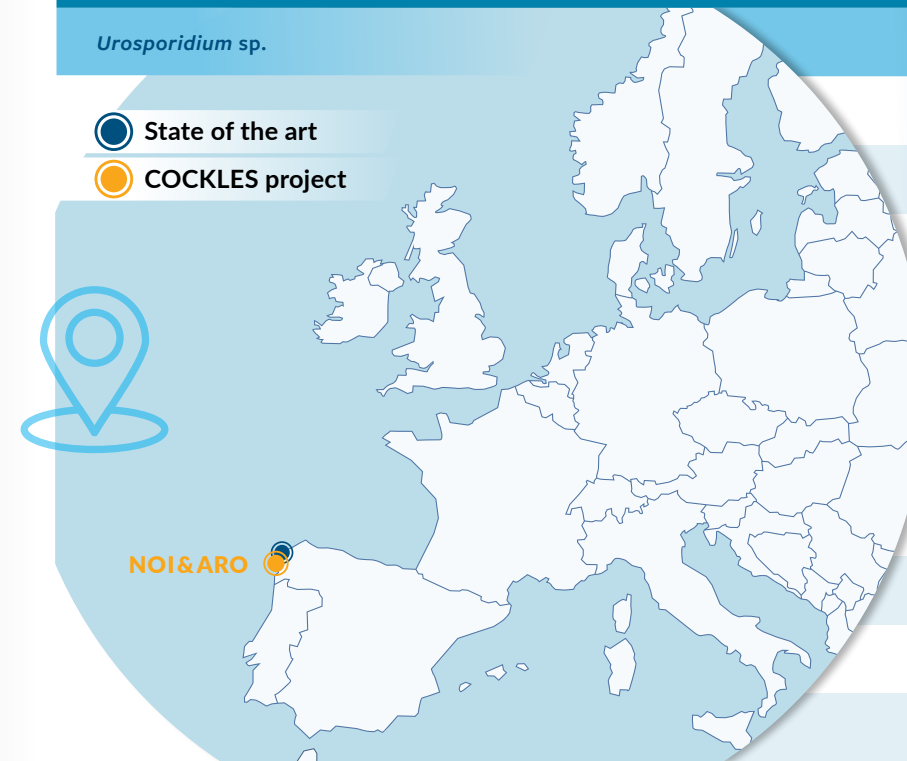 Urosporidium sp.
State of the art
COCKLES project
NOI&ARO